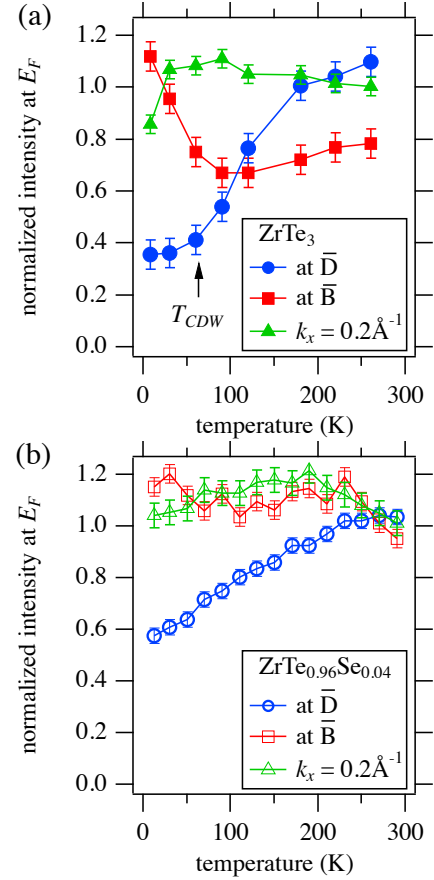 (a)
normalized intensity at E_F
1.2
1.0
0.8
0.6
0.4
0.2
0.0
T_CDW
ZrTe₃
at D̅
at B̅
kₓ = 0.2Å⁻¹
0
100
200
300
temperature (K)
(b)
normalized intensity at E_F
1.2
1.0
0.8
0.6
0.4
0.2
0.0
ZrTe₀.₉₆Se₀.₀₄
at D̅
at B̅
kₓ = 0.2Å⁻¹
0
100
200
300
temperature (K)